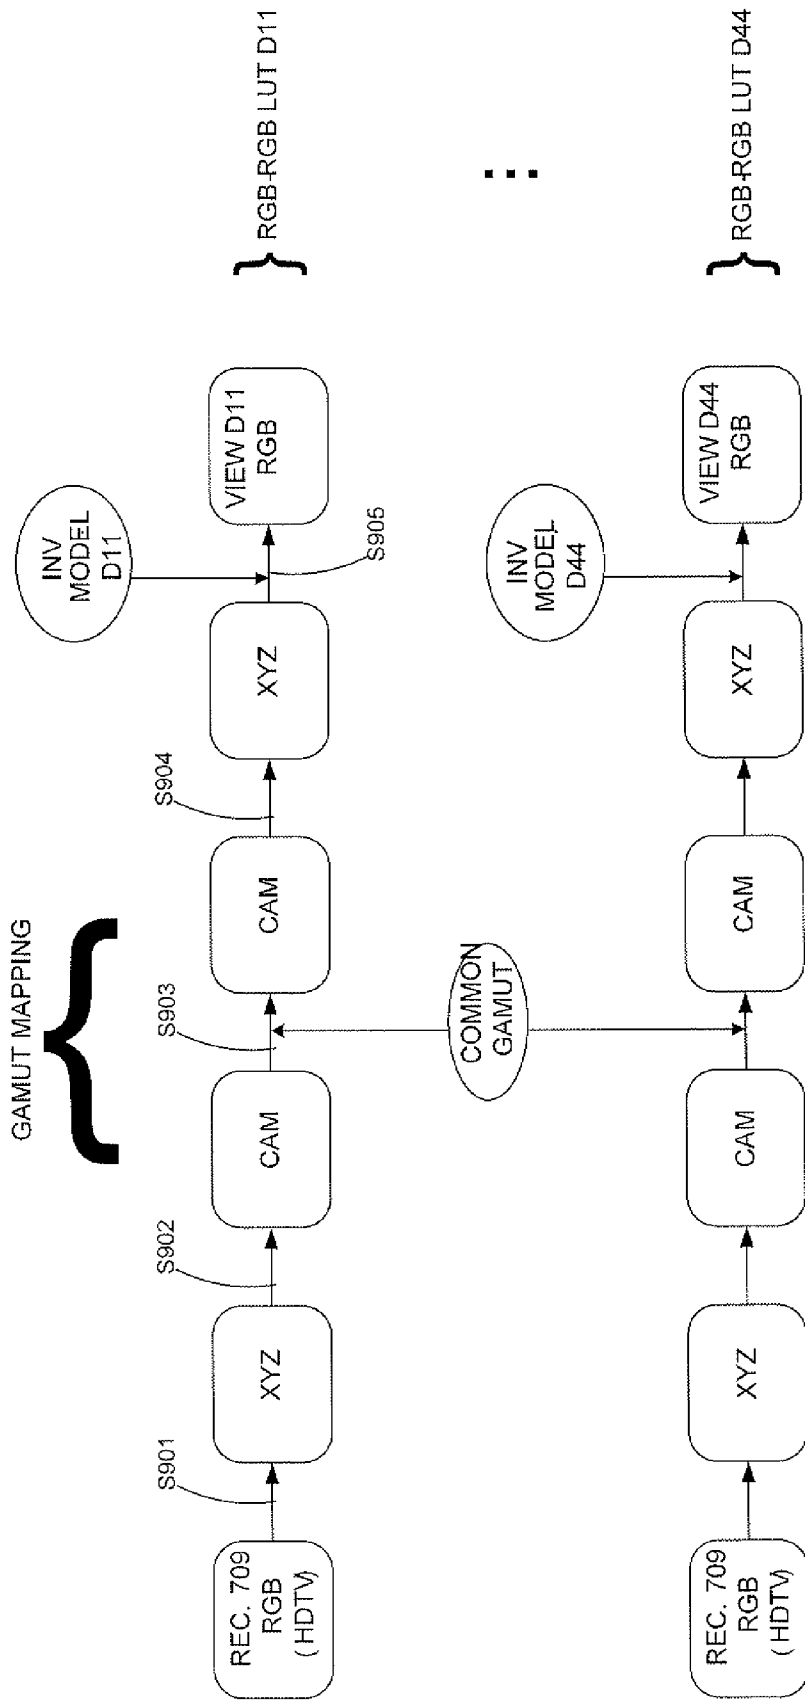 GAMUT MAPPING
REC. 709
RGB
( HDTV)
S901
XYZ
S902
CAM
S903
CAM
S904
XYZ
INV
MODEL
D11
S905
VIEW D11
RGB
RGB-RGB LUT D11
COMMON
GAMUT
...
REC. 709
RGB
( HDTV)
XYZ
CAM
CAM
XYZ
INV
MODEL
D44
VIEW D44
RGB
RGB-RGB LUT D44